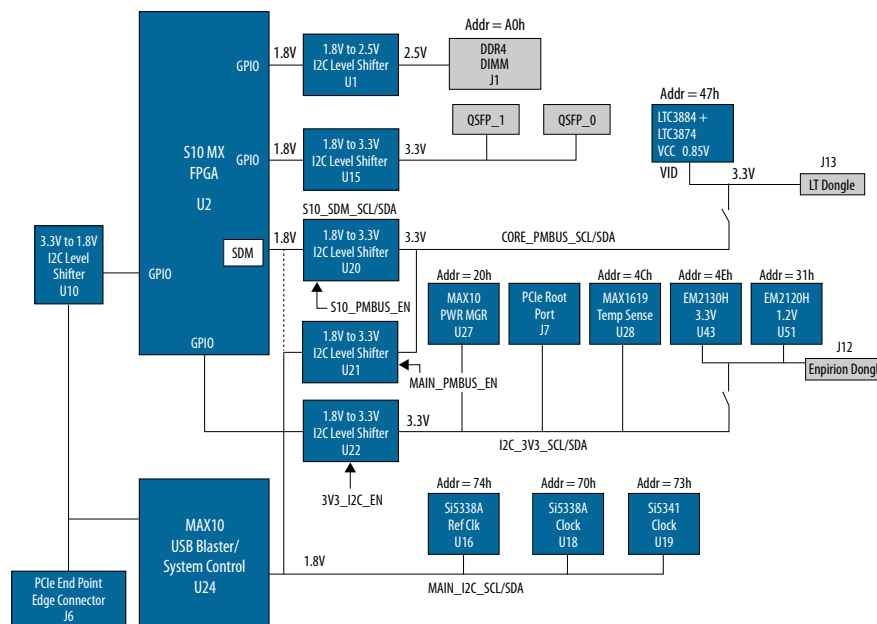 Addr = A0h
1.8V
1.8V to 2.5V
I2C Level Shifter
U1
2.5V
DDR4
DIMM
J1
GPIO
Addr = 47h
LTC3884 +
LTC3874
VCC 0.85V
QSFP_1
QSFP_0
S10 MX
FPGA
U2
GPIO
1.8V
1.8V to 3.3V
I2C Level Shifter
U15
3.3V
VID
3.3V
J13
LT Dongle
S10_SDM_SCL/SDA
3.3V to 1.8V
I2C Level
Shifter
U10
SDM
1.8V
1.8V to 3.3V
I2C Level Shifter
U20
3.3V
CORE_PMBUS_SCL/SDA
GPIO
S10_PMBUS_EN
Addr = 20h
MAX10
PWR MGR
U27
PCIe Root
Port
J7
Addr = 4Ch
MAX1619
Temp Sense
U28
Addr = 4Eh
EM2130H
3.3V
U43
Addr = 31h
EM2120H
1.2V
U51
GPIO
1.8V to 3.3V
I2C Level Shifter
U21
MAIN_PMBUS_EN
J12
Enpirion Dongl
1.8V to 3.3V
I2C Level Shifter
U22
3.3V
I2C_3V3_SCL/SDA
3V3_I2C_EN
Addr = 74h
Addr = 70h
Addr = 73h
MAX10
USB Blaster/
System Control
U24
Si5338A
Ref Clk
U16
Si5338A
Clock
U18
Si5341
Clock
U19
1.8V
MAIN_I2C_SCL/SDA
PCIe End Point
Edge Connector
J6